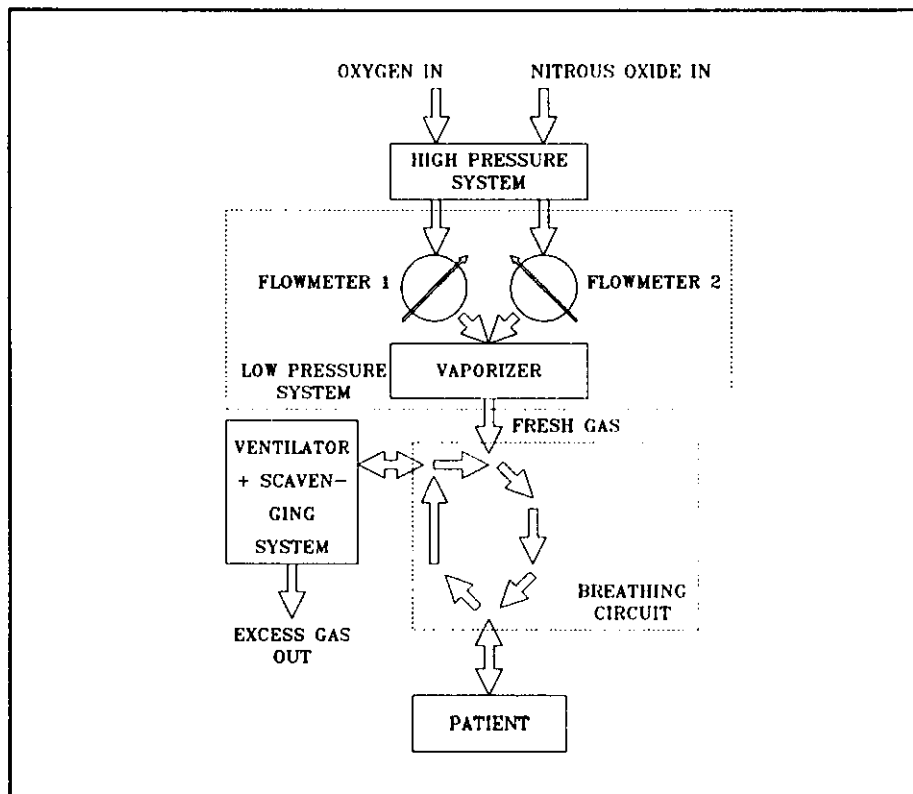 OXYGEN IN
NITROUS OXIDE IN
HIGH PRESSURE
SYSTEM
FLOWMETER 1
FLOWMETER 2
LOW PRESSURE
SYSTEM
VAPORIZER
FRESH GAS
VENTILATOR
+ SCAVEN-
GING
SYSTEM
BREATHING
CIRCUIT
EXCESS GAS
OUT
PATIENT